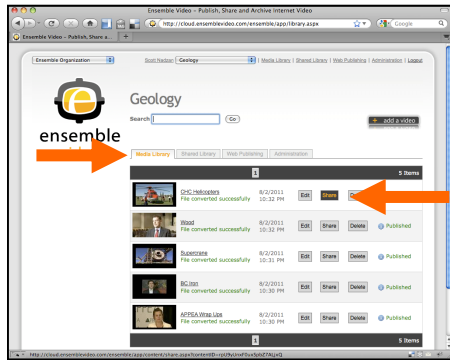 Ensemble Video – Publish, Share and Archive Internet Video
http://cloud.ensemblevideo.com/ensemble/app/library.aspx
Google
Ensemble Video – Publish, Share a...
Ensemble Organization
Scott Nadzan: Geology | Media Library | Shared Library | Web Publishing | Administration | Logout
ensemble
Geology
Search Go
+ add a video
Media Library Shared Library Web Publishing Administration
1 5 Items
CHC Helicopters 8/2/2011 Edit Share
File converted successfully 10:32 PM
Wood 8/2/2011 Edit Share Delete Published
File converted successfully 10:32 PM
Supercrane 8/2/2011 Edit Share Delete Published
File converted successfully 10:31 PM
BC Iron 8/2/2011 Edit Share Delete Published
File converted successfully 10:30 PM
APPEA Wrap Ups 8/2/2011 Edit Share Delete Published
File converted successfully 10:30 PM
1 5 Items